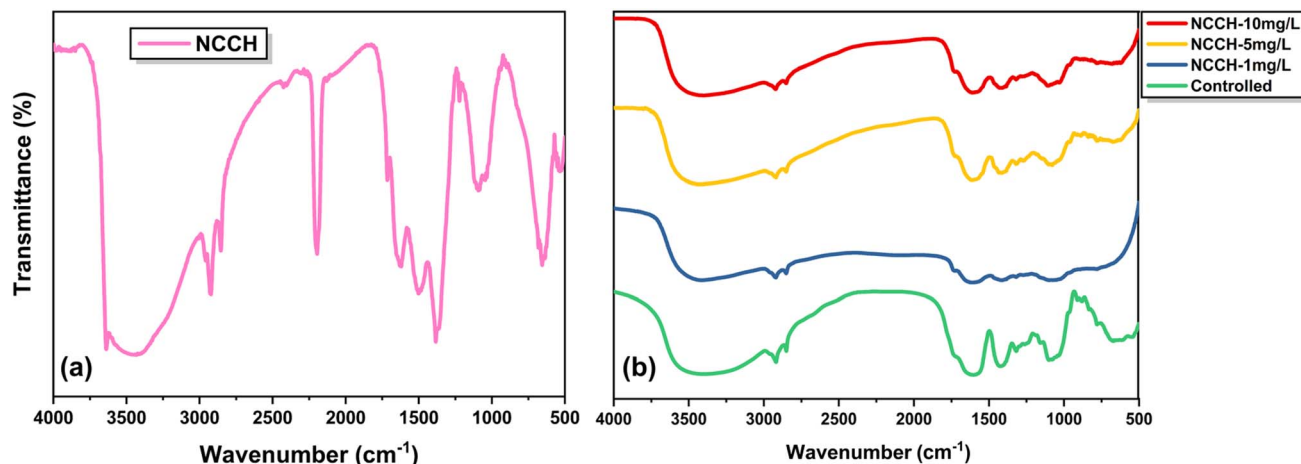 NCCH
Transmittance (%)
(a)
4000 3500 3000 2500 2000 1500 1000 500
Wavenumber (cm⁻¹)
NCCH-10mg/L
NCCH-5mg/L
NCCH-1mg/L
Controlled
(b)
4000 3500 3000 2500 2000 1500 1000 500
Wavenumber (cm⁻¹)